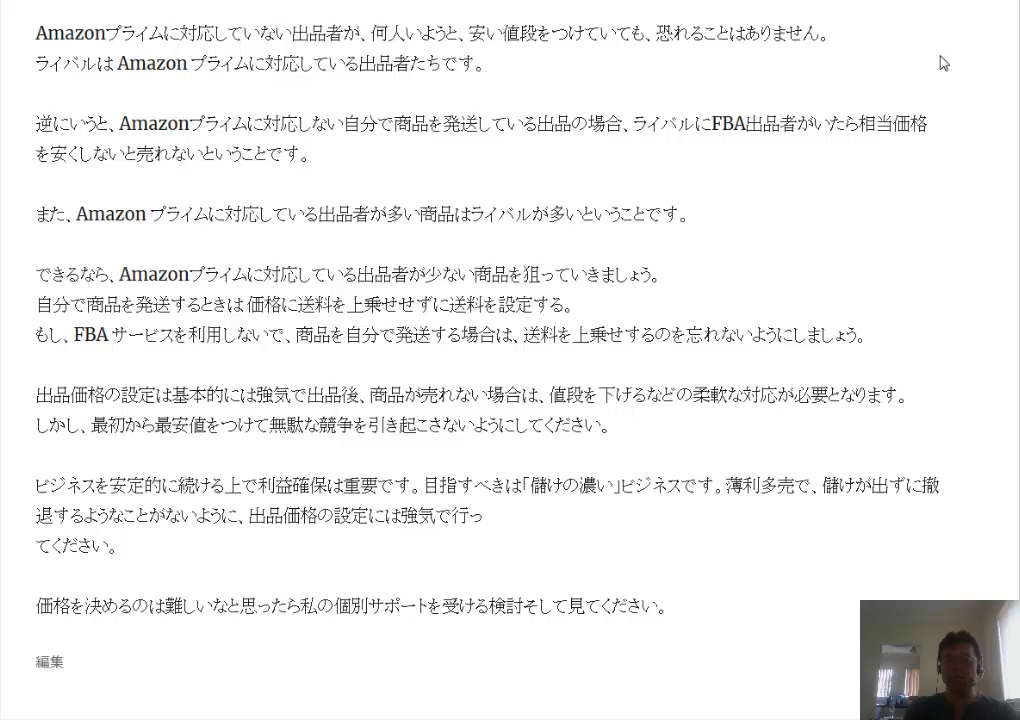 Amazonプライムに対応していない出品者が、何人いようと、安い値段をつけていても、恐れることはありません。
ライバルは Amazon プライムに対応している出品者たちです。
逆にいうと、Amazonプライムに対応しない自分で商品を発送している出品の場合、ライバルにFBA出品者がいたら相当価格
を安くしないと売れないということです。
また、Amazon プライムに対応している出品者が多い商品はライバルが多いということです。
できるなら、Amazonプライムに対応している出品者が少ない商品を狙っていきましょう。
自分で商品を発送するときは 価格に送料を上乗せせずに送料を設定する。
もし、FBA サービスを利用しないで、商品を自分で発送する場合は、送料を上乗せするのを忘れないようにしましょう。
出品価格の設定は基本的には強気で出品後、商品が売れない場合は、値段を下げるなどの柔軟な対応が必要となります。
しかし、最初から最安値をつけて無駄な競争を引き起こさないようにしてください。
ビジネスを安定的に続ける上で利益確保は重要です。目指すべきは「儲けの濃い」ビジネスです。薄利多売で、儲けが出ずに撤
退するようなことがないように、出品価格の設定には強気で行っ
てください。
価格を決めるのは難しいなと思ったら私の個別サポートを受ける検討そして見てください。
編集